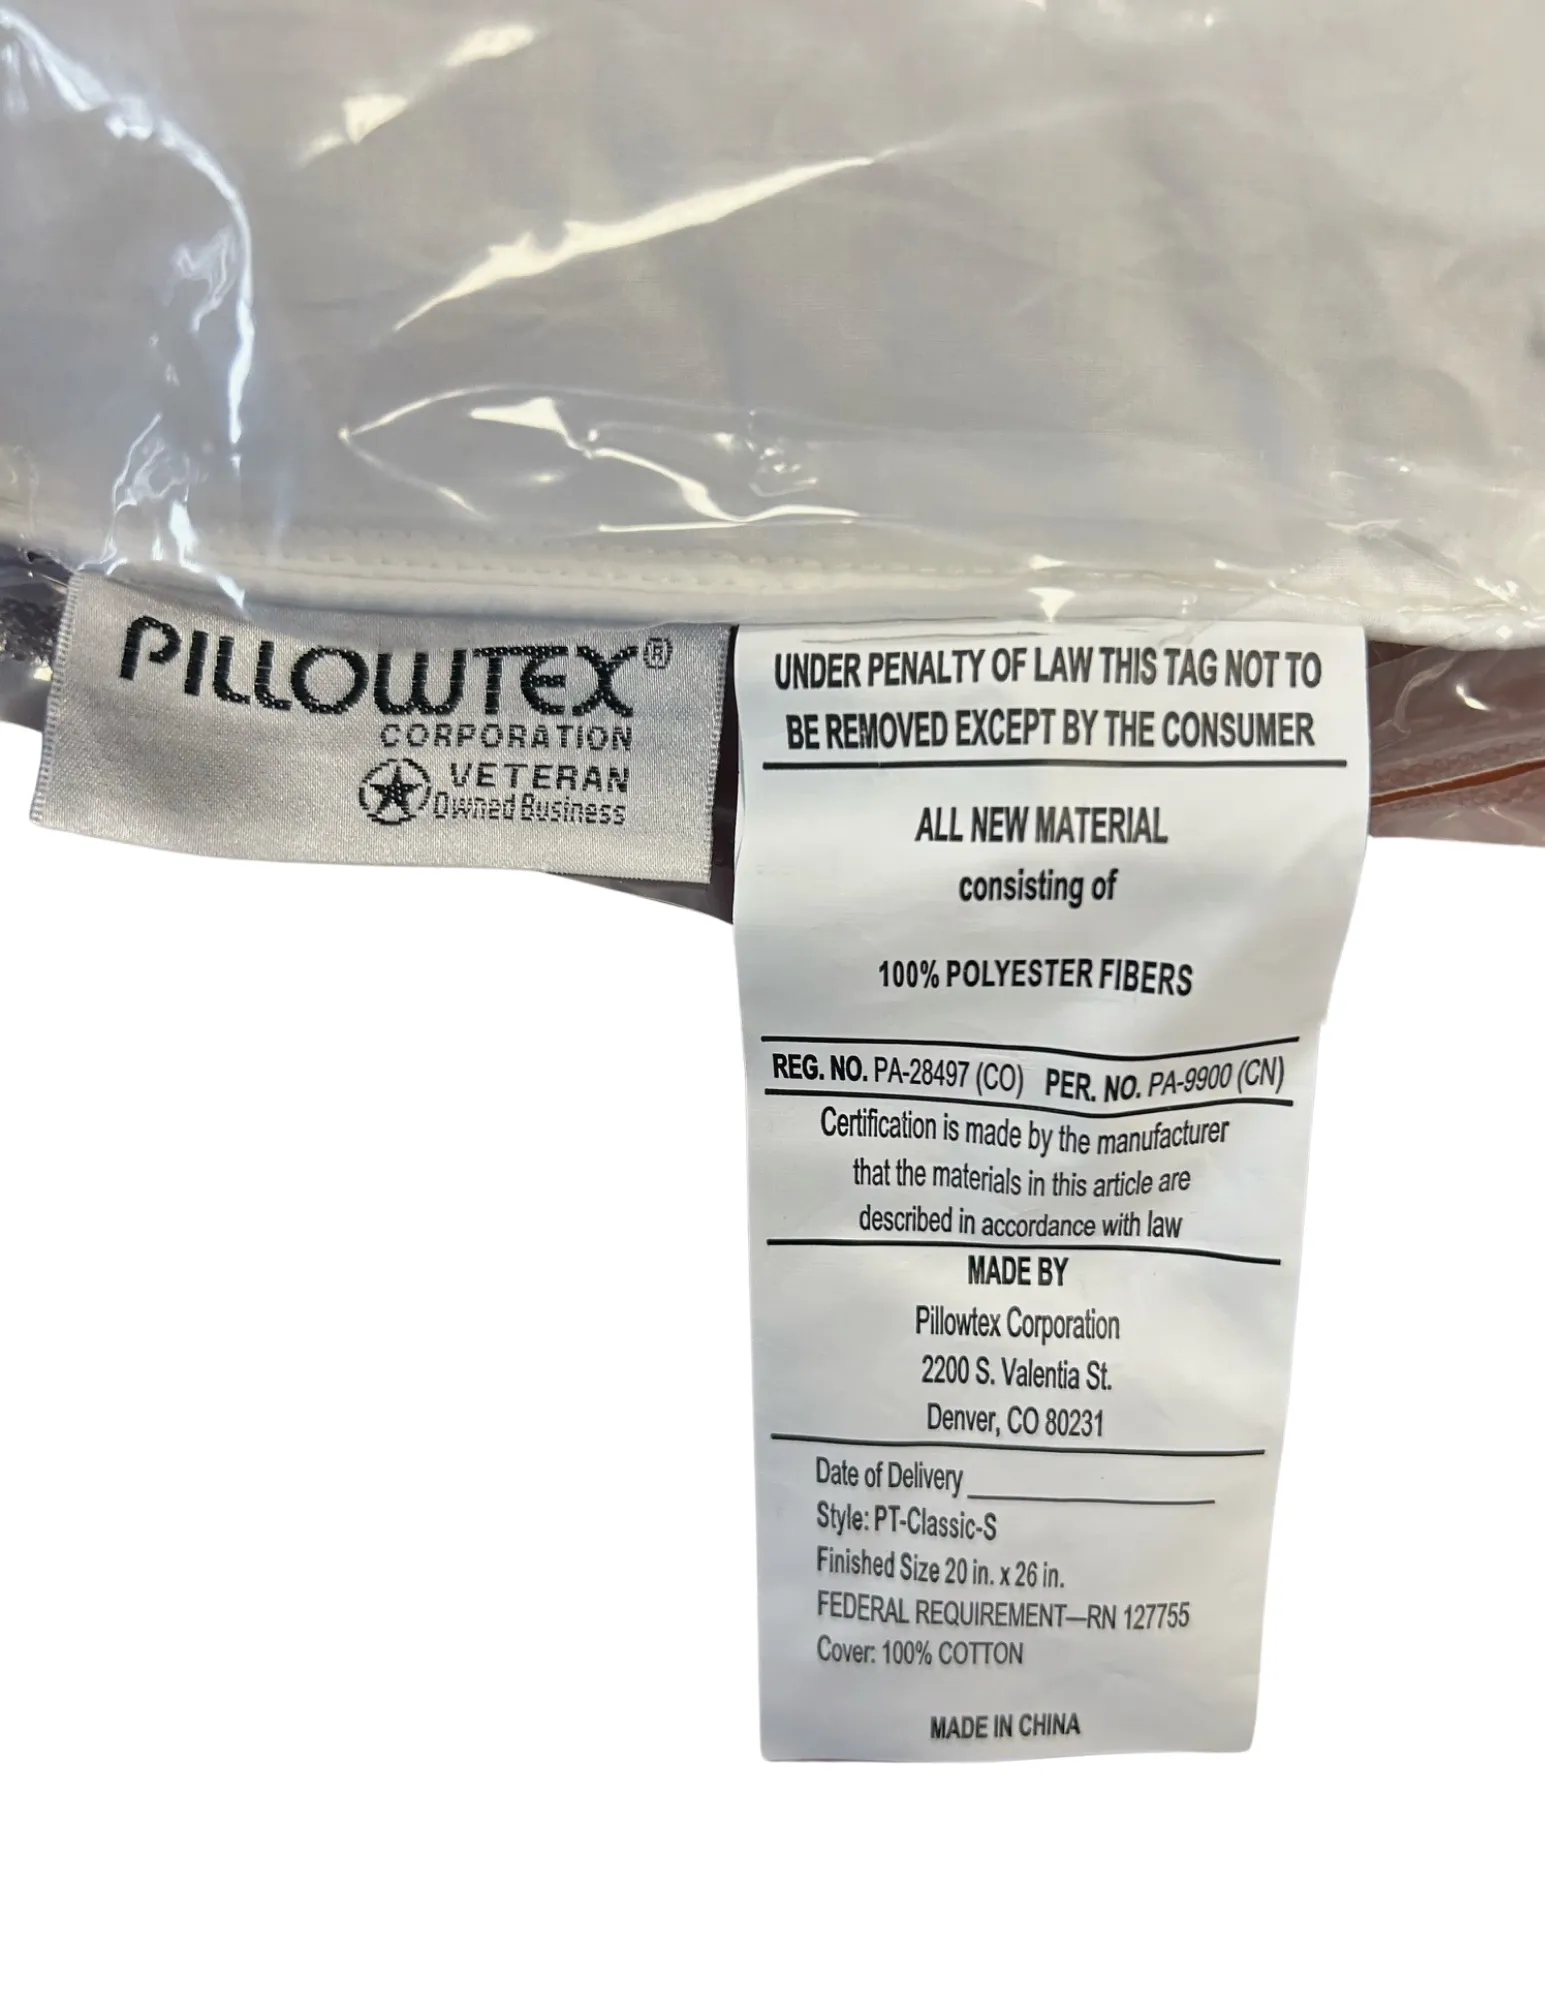 PILLOWTEX®
CORPORATION
VETERAN
Owned Business
UNDER PENALTY OF LAW THIS TAG NOT TO
BE REMOVED EXCEPT BY THE CONSUMER
ALL NEW MATERIAL
consisting of
100% POLYESTER FIBERS
REG. NO. PA-28497 (CO) PER. NO. PA-9900 (CN)
Certification is made by the manufacturer
that the materials in this article are
described in accordance with law
MADE BY
Pillowtex Corporation
2200 S. Valentia St.
Denver, CO 80231
Date of Delivery
Style: PT-Classic-S
Finished Size 20 in. x 26 in.
FEDERAL REQUIREMENT—RN 127755
Cover: 100% COTTON
MADE IN CHINA